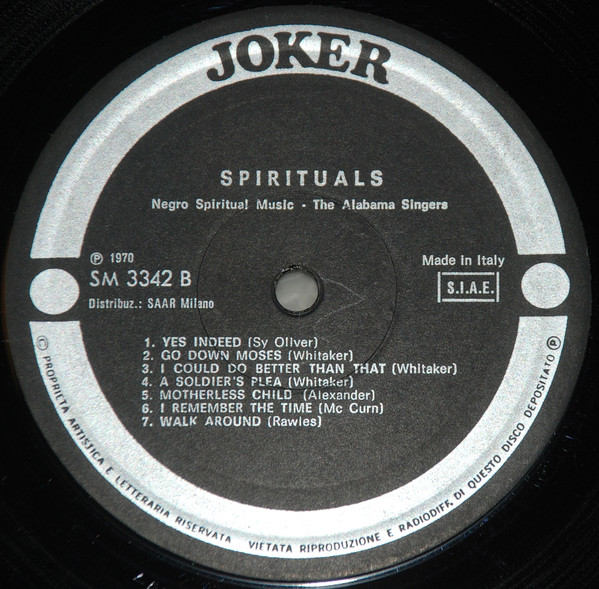 JOKER
SPIRITUALS
Negro Spiritual Music - The Alabama Singers
Ⓟ 1970
SM 3342 B
Distribuz.: SAAR Milano
Made in Italy
S.I.A.E.
1. YES INDEED (Sy Oliver)
2. GO DOWN MOSES (Whitaker)
3. I COULD DO BETTER THAN THAT (Whitaker)
4. A SOLDIER'S PLEA (Whitaker)
5. MOTHERLESS CHILD (Alexander)
6. I REMEMBER THE TIME (Mc Curn)
7. WALK AROUND (Rawles)
© PROPRIETA ARTISTICA E LETTERARIA RISERVATA VIETATA RIPRODUZIONE E RADIODIFF. DI QUESTO DISCO DEPOSITATO Ⓟ